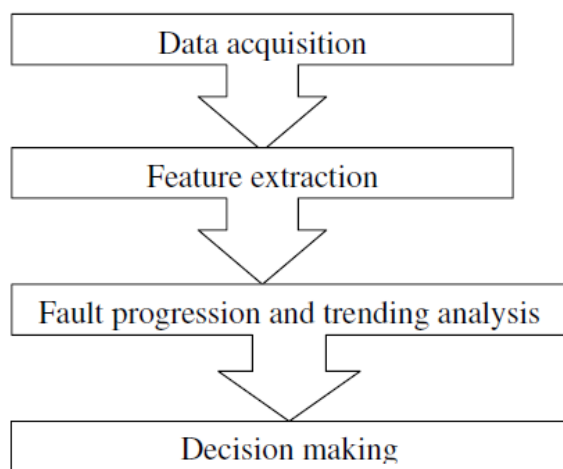 Data acquisition
Feature extraction
Fault progression and trending analysis
Decision making